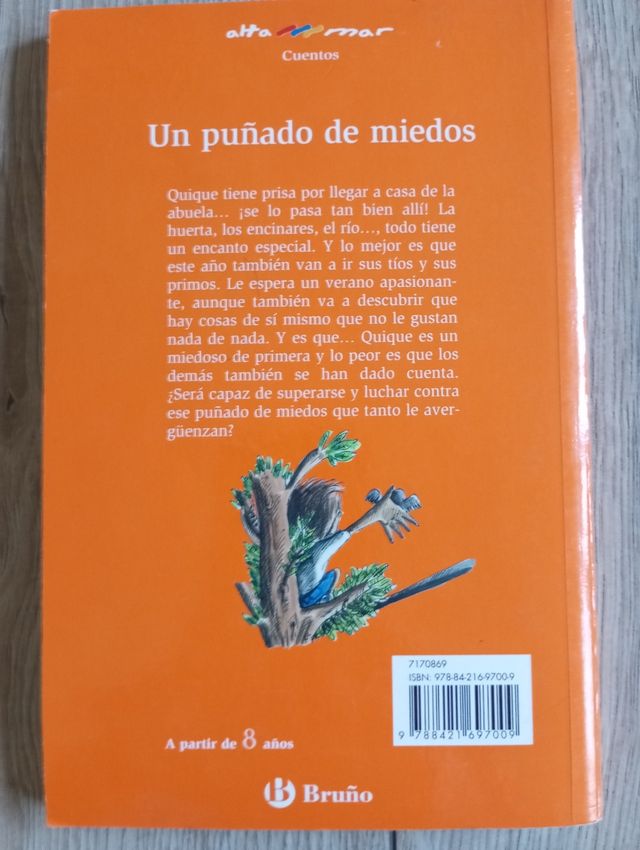 alta mar
Cuentos
Un puñado de miedos
Quique tiene prisa por llegar a casa de la
abuela... ¡se lo pasa tan bien allí! La
huerta, los encinares, el río..., todo tiene
un encanto especial. Y lo mejor es que
este año también van a ir sus tíos y sus
primos. Le espera un verano apasionan-
te, aunque también va a descubrir que
hay cosas de sí mismo que no le gustan
nada de nada. Y es que... Quique es un
miedoso de primera y lo peor es que los
demás también se han dado cuenta.
¿Será capaz de superarse y luchar contra
ese puñado de miedos que tanto le aver-
güenzan?
7170869
ISBN: 978-84-216-9700-9
9 788421 697009
A partir de 8 años
Bruño